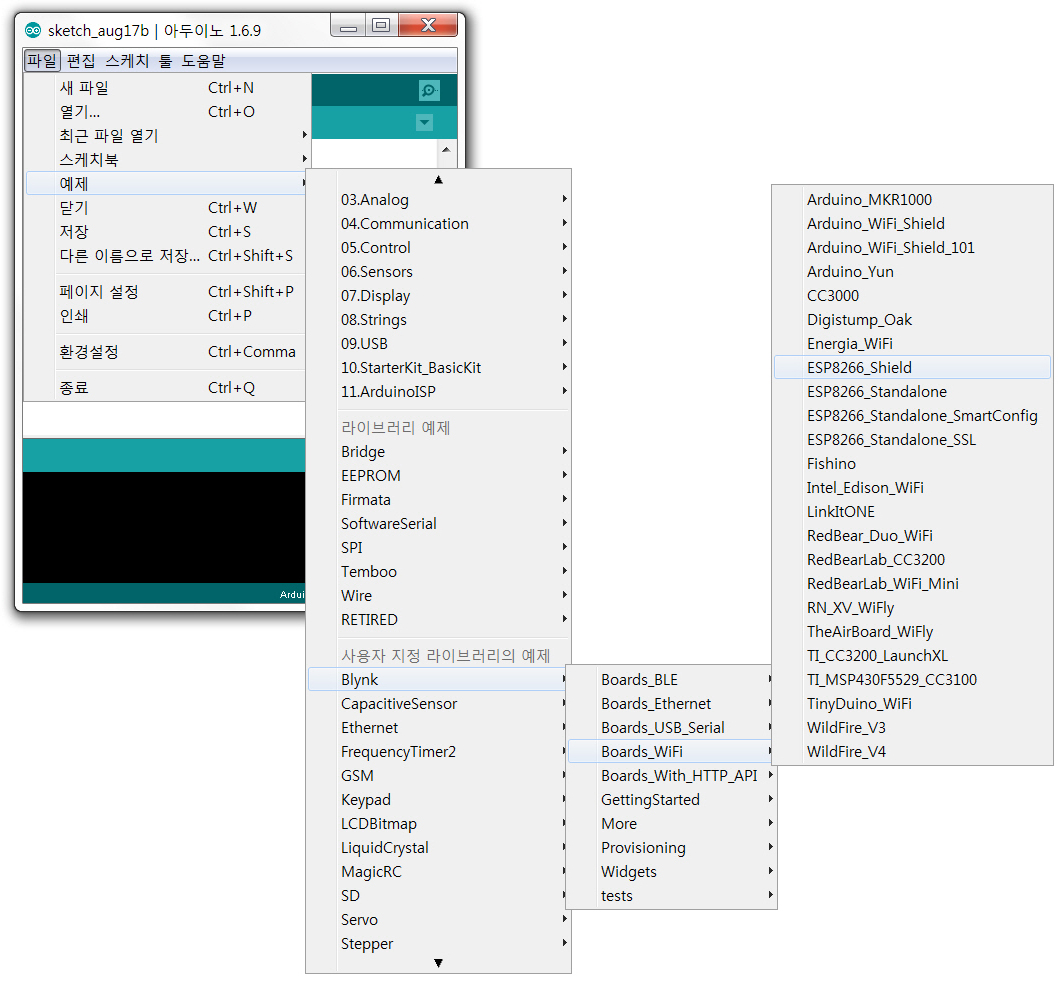 sketch_aug17b | 아두이노 1.6.9
파일 편집 스케치 툴 도움말
새 파일 Ctrl+N
열기... Ctrl+O
최근 파일 열기
스케치북
예제
닫기 Ctrl+W
저장 Ctrl+S
다른 이름으로 저장... Ctrl+Shift+S
페이지 설정 Ctrl+Shift+P
인쇄 Ctrl+P
환경설정 Ctrl+Comma
종료 Ctrl+Q
Ardui
03.Analog
04.Communication
05.Control
06.Sensors
07.Display
08.Strings
09.USB
10.StarterKit_BasicKit
11.ArduinoISP
라이브러리 예제
Bridge
EEPROM
Firmata
SoftwareSerial
SPI
Temboo
Wire
RETIRED
사용자 지정 라이브러리의 예제
Blynk
CapacitiveSensor
Ethernet
FrequencyTimer2
GSM
Keypad
LCDBitmap
LiquidCrystal
MagicRC
SD
Servo
Stepper
Boards_BLE
Boards_Ethernet
Boards_USB_Serial
Boards_WiFi
Boards_With_HTTP_API
GettingStarted
More
Provisioning
Widgets
tests
Arduino_MKR1000
Arduino_WiFi_Shield
Arduino_WiFi_Shield_101
Arduino_Yun
CC3000
Digistump_Oak
Energia_WiFi
ESP8266_Shield
ESP8266_Standalone
ESP8266_Standalone_SmartConfig
ESP8266_Standalone_SSL
Fishino
Intel_Edison_WiFi
LinkItONE
RedBear_Duo_WiFi
RedBearLab_CC3200
RedBearLab_WiFi_Mini
RN_XV_WiFly
TheAirBoard_WiFly
TI_CC3200_LaunchXL
TI_MSP430F5529_CC3100
TinyDuino_WiFi
WildFire_V3
WildFire_V4